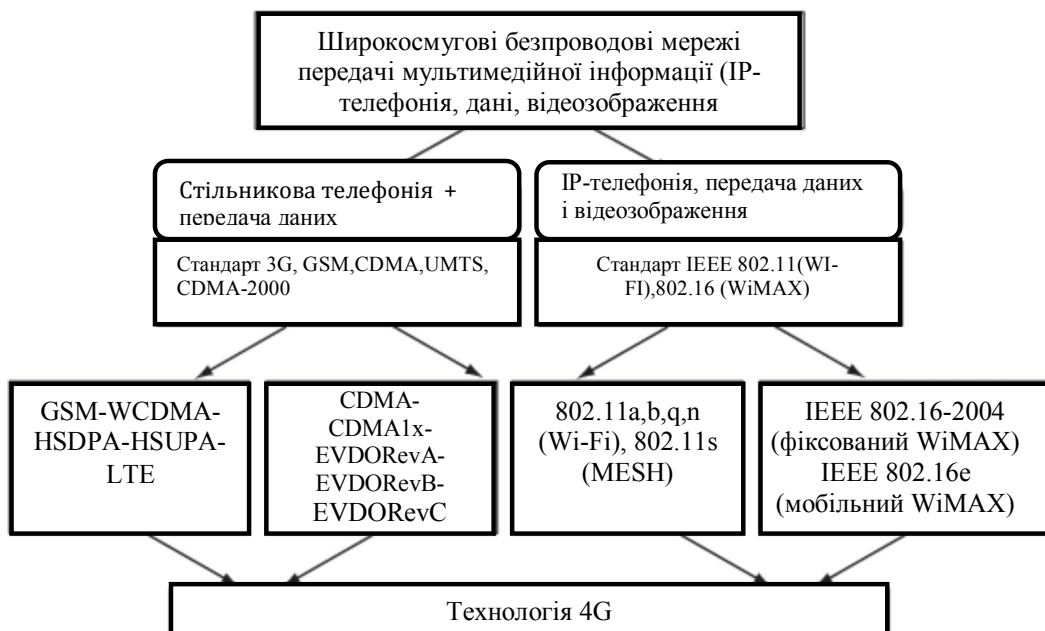 Широкосмугові безпроводові мережі
передачі мультимедійної інформації (IP-
телефонія, дані, відеозображення
Стільникова телефонія +
передача даних
IP-телефонія, передача даних
і відеозображення
Стандарт 3G, GSM,CDMA,UMTS,
CDMA-2000
Стандарт IEEE 802.11(WI-
FI),802.16 (WiMAX)
GSM-WCDMA-
HSDPA-HSUPA-
LTE
CDMA-
CDMA1x-
EVDORevA-
EVDORevB-
EVDORevC
802.11a,b,q,n
(Wi-Fi), 802.11s
(MESH)
IEEE 802.16-2004
(фіксований WiMAX)
IEEE 802.16e
(мобільний WiMAX)
Технологія 4G